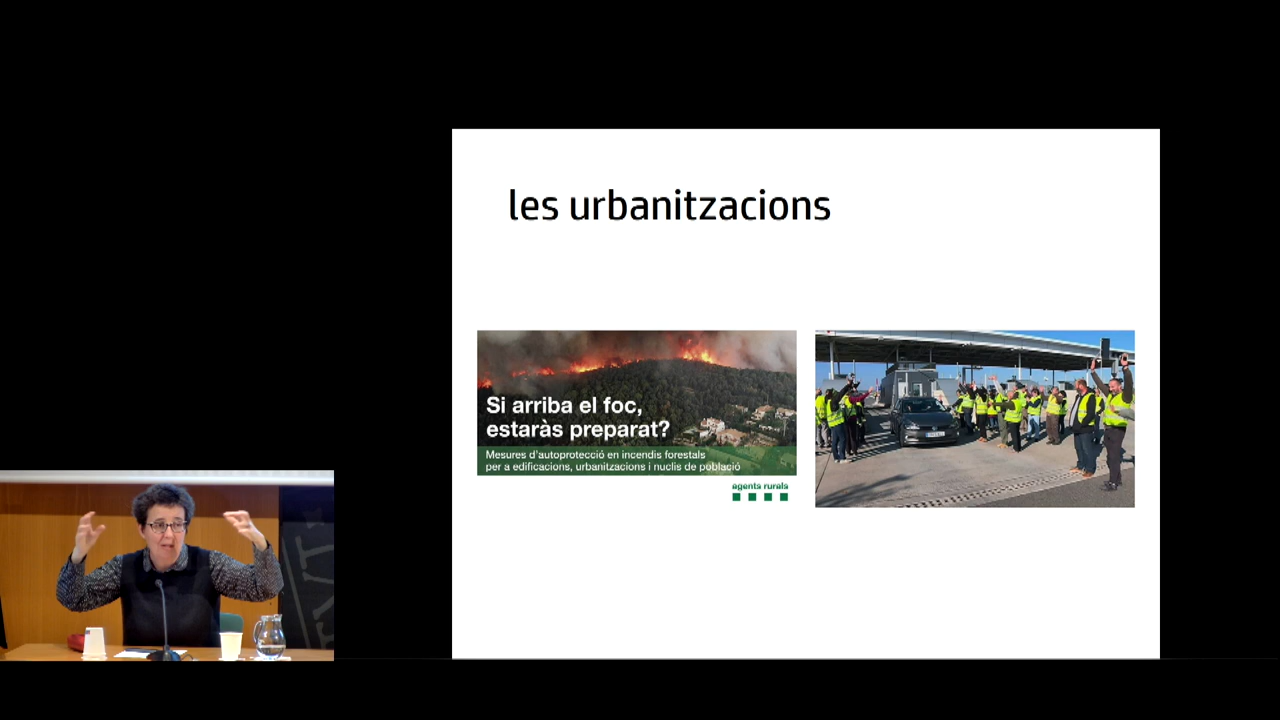 les urbanitzacions
Si arriba el foc,
estaràs preparat?
Mesures d'autoprotecció en incendis forestals
per a edificacions, urbanitzacions i nuclis de població
agents rurals